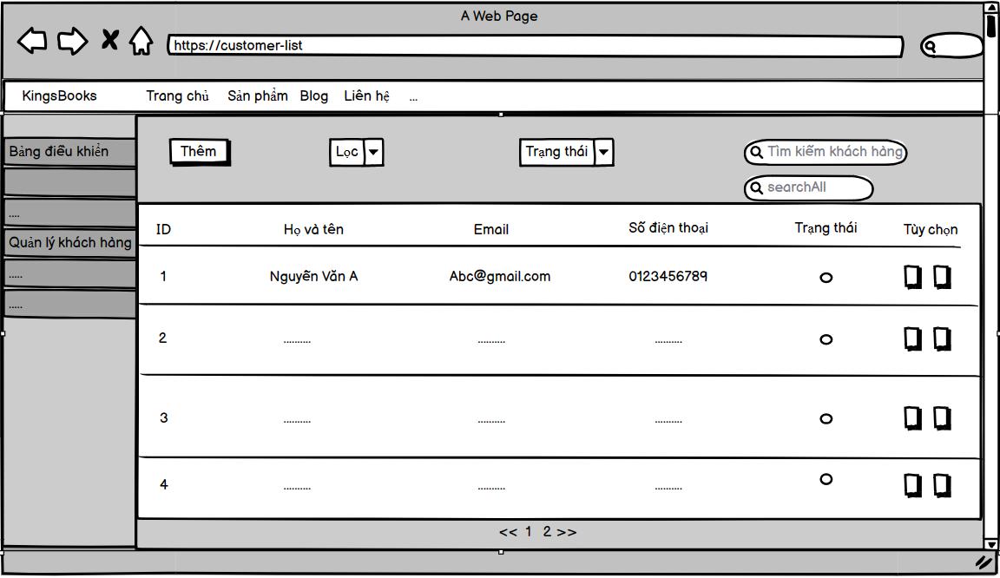 A Web Page
https://customer-list
KingsBooks Trang chủ Sản phẩm Blog Liên hệ ...
Bảng điều khiển
....
Quản lý khách hàng
.....
.....
Thêm Lọc Trạng thái Tìm kiếm khách hàng
searchAll
ID Họ và tên Email Số điện thoại Trạng thái Tùy chọn
1 Nguyễn Văn A Abc@gmail.com 0123456789
2 .......... .......... ..........
3 .......... .......... ..........
4 .......... .......... ..........
<< 1 2 >>